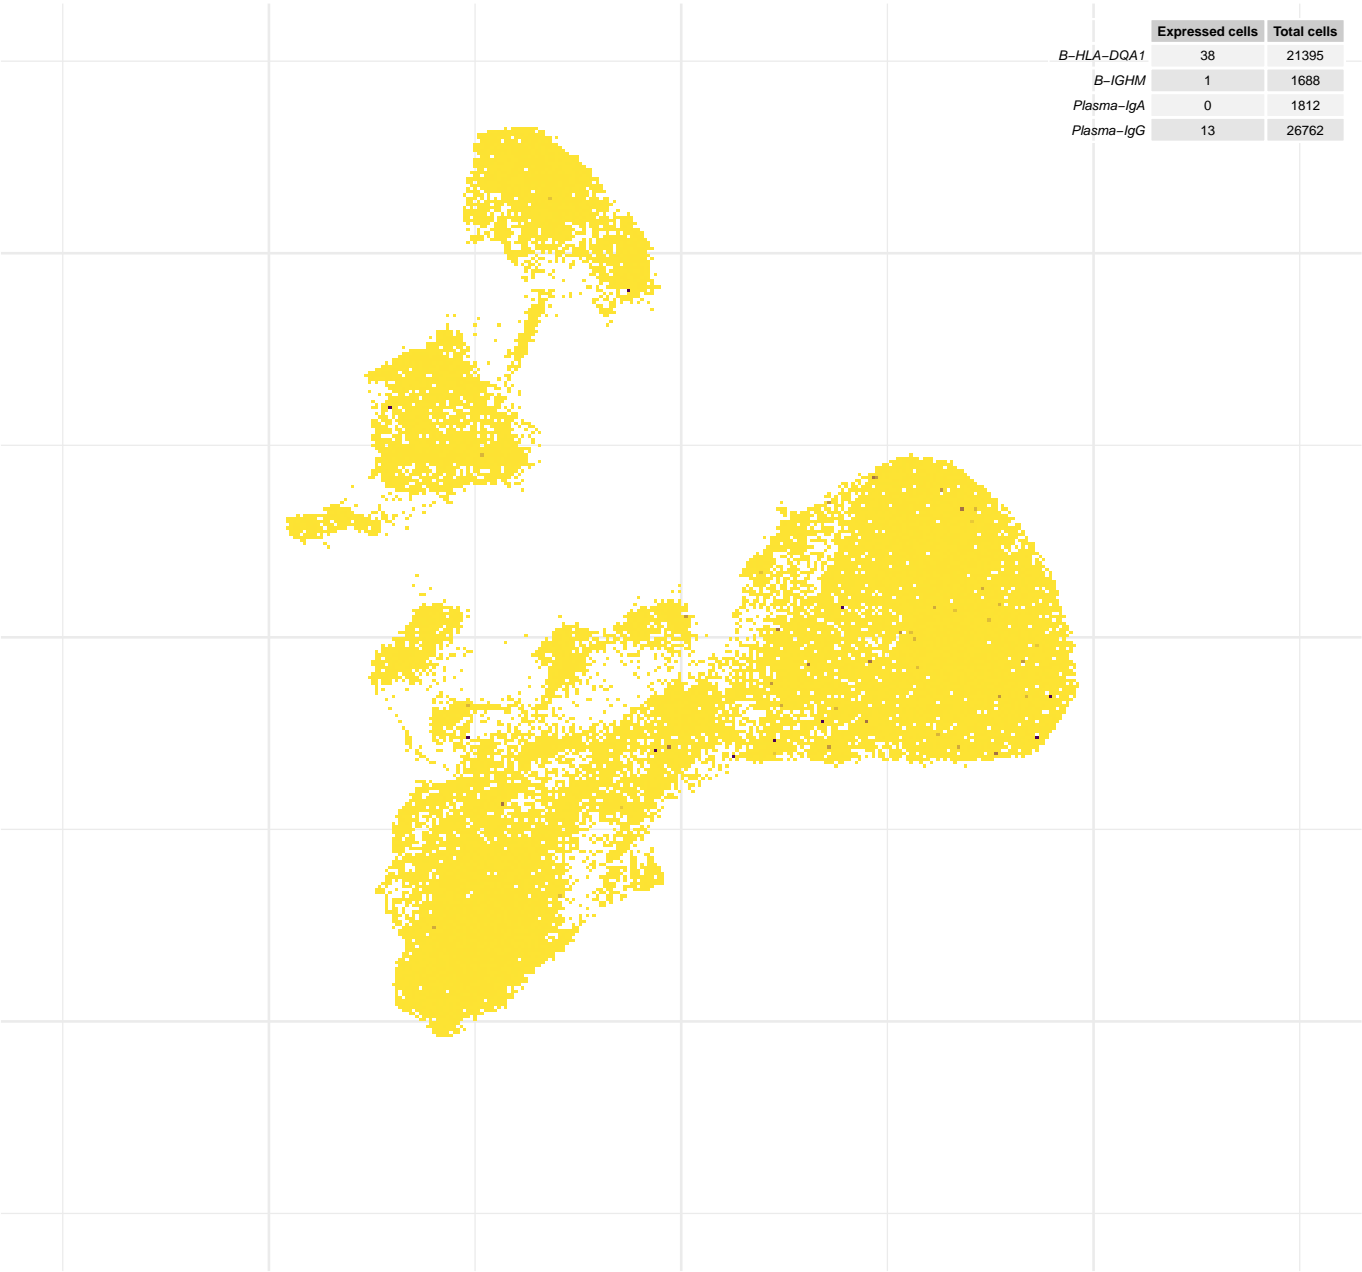 Expressed cells Total cells
B−HLA−DQA1 38 21395
B−IGHM 1 1688
Plasma−IgA 0 1812
Plasma−IgG 13 26762